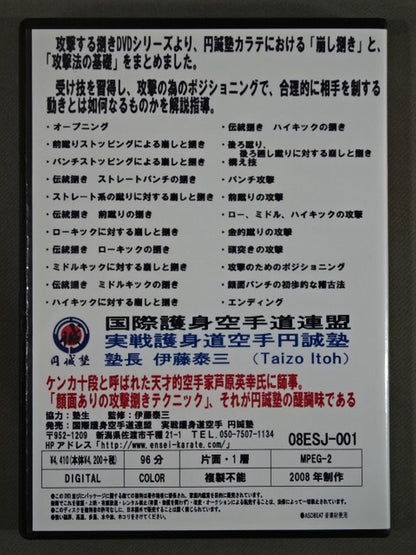 攻撃する捌きDVDシリーズより、円誠塾カラテにおける「崩し捌き」と、
「攻撃法の基礎」をまとめました。
受け技を習得し、攻撃の為のポジショニングで、合理的に相手を制する
動きとは如何なるものかを解説指導。
・オープニング
・前蹴りストッピングによる崩しと捌き
・パンチストッピングによる崩しと捌き
・伝統捌き ストレートパンチの捌き
・ストレート系の蹴りに対する崩しと捌き
・伝統捌き 前蹴りの捌き
・ローキックに対する崩しと捌き
・伝統捌き ローキックの捌き
・ミドルキックに対する崩しと捌き
・伝統捌き ミドルキックの捌き
・ハイキックに対する崩しと捌き
・伝統捌き ハイキックの捌き
・後ろ蹴り、
後ろ廻し蹴りに対する崩しと捌き
・構え技
・パンチ攻撃
・前蹴りの攻撃
・ロー、ミドル、ハイキックの攻撃
・金的蹴りの攻撃
・頭突きの攻撃
・攻撃のためのポジショニング
・顔面パンチの初歩的な稽古法
・エンディング
円誠塾
国際護身空手道連盟
実戦護身道空手円誠塾
塾長 伊藤泰三 (Taizo Itoh)
ケンカ十段と呼ばれた天才的空手家芦原英幸氏に師事。
「顔面ありの攻撃捌きテクニック」、それが円誠塾の醍醐味である
協力:塾生 監修:伊藤泰三
発売:国際護身空手道連盟 実戦護身道空手 円誠塾
〒952-1209 新潟県佐渡市千種21-1 TEL.050-7507-1134
HPアドレス「http://www.ensei-karate.com/」
08ESJ-001
¥4,410(本体¥4,200+税)
96分
片面・1層
MPEG-2
DIGITAL
COLOR
複製不能
2008年制作